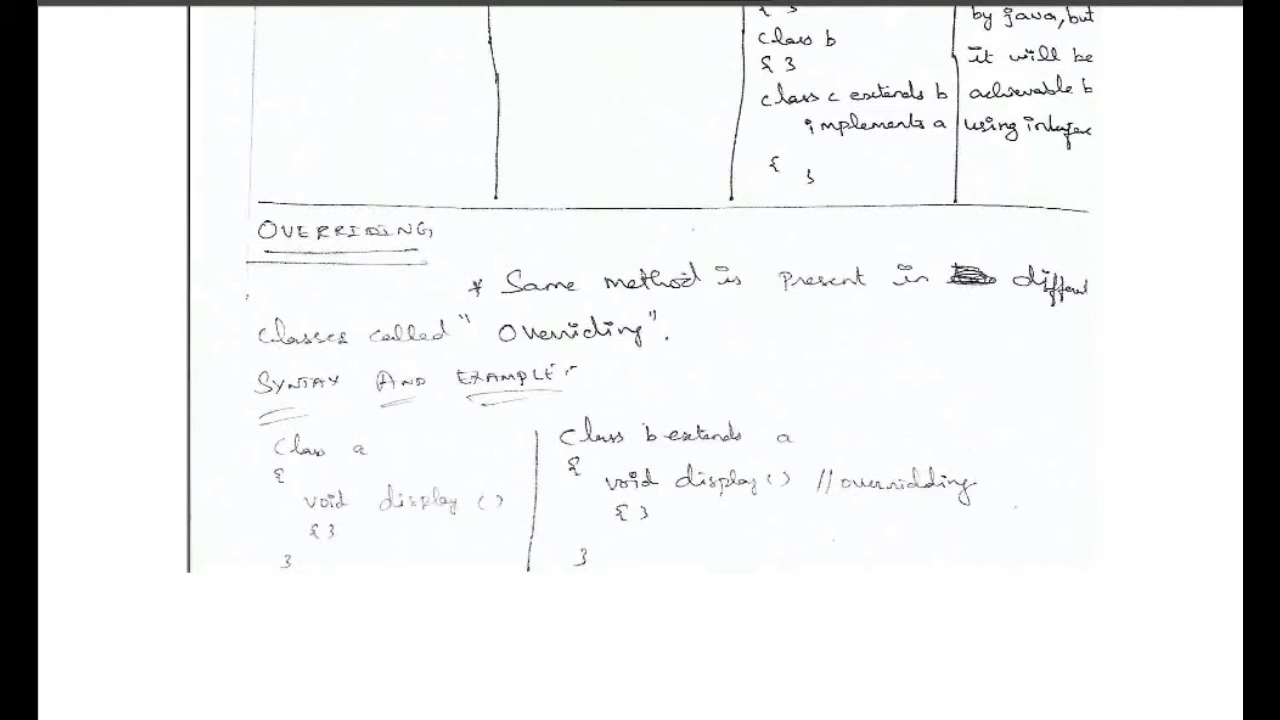 { }
class b
{ }
class c extends b
implements a
{ }
by java, but
it will be
achievable b
using interfac
OVERRIDING
* Same method is present in different
classes called "Overriding".
SYNTAX AND EXAMPLE:-
Class a
{
void display ()
{ }
}
Class b extends a
{
void display () // overridding
{ }
}